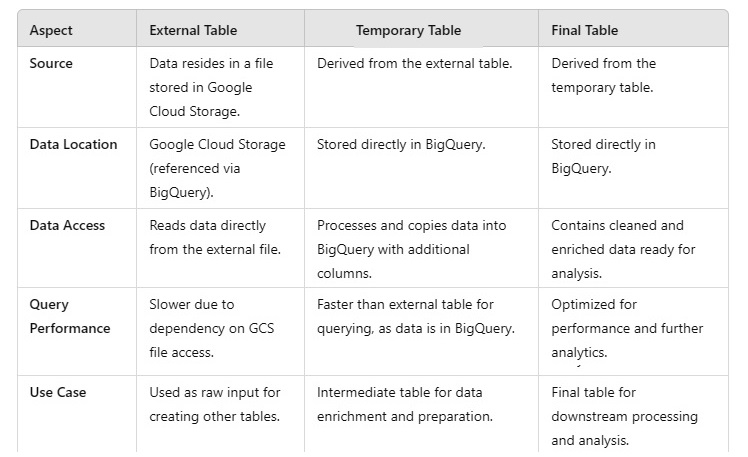 Aspect
External Table
Temporary Table
Final Table
Source
Data resides in a file
stored in Google
Cloud Storage.
Derived from the external table.
Derived from the
temporary table.
Data Location
Google Cloud Storage
(referenced via
BigQuery).
Stored directly in BigQuery.
Stored directly in
BigQuery.
Data Access
Reads data directly
from the external file.
Processes and copies data into
BigQuery with additional
columns.
Contains cleaned and
enriched data ready for
analysis.
Query
Performance
Slower due to
dependency on GCS
file access.
Faster than external table for
querying, as data is in BigQuery.
Optimized for
performance and further
analytics.
Use Case
Used as raw input for
creating other tables.
Intermediate table for data
enrichment and preparation.
Final table for
downstream processing
and analysis.